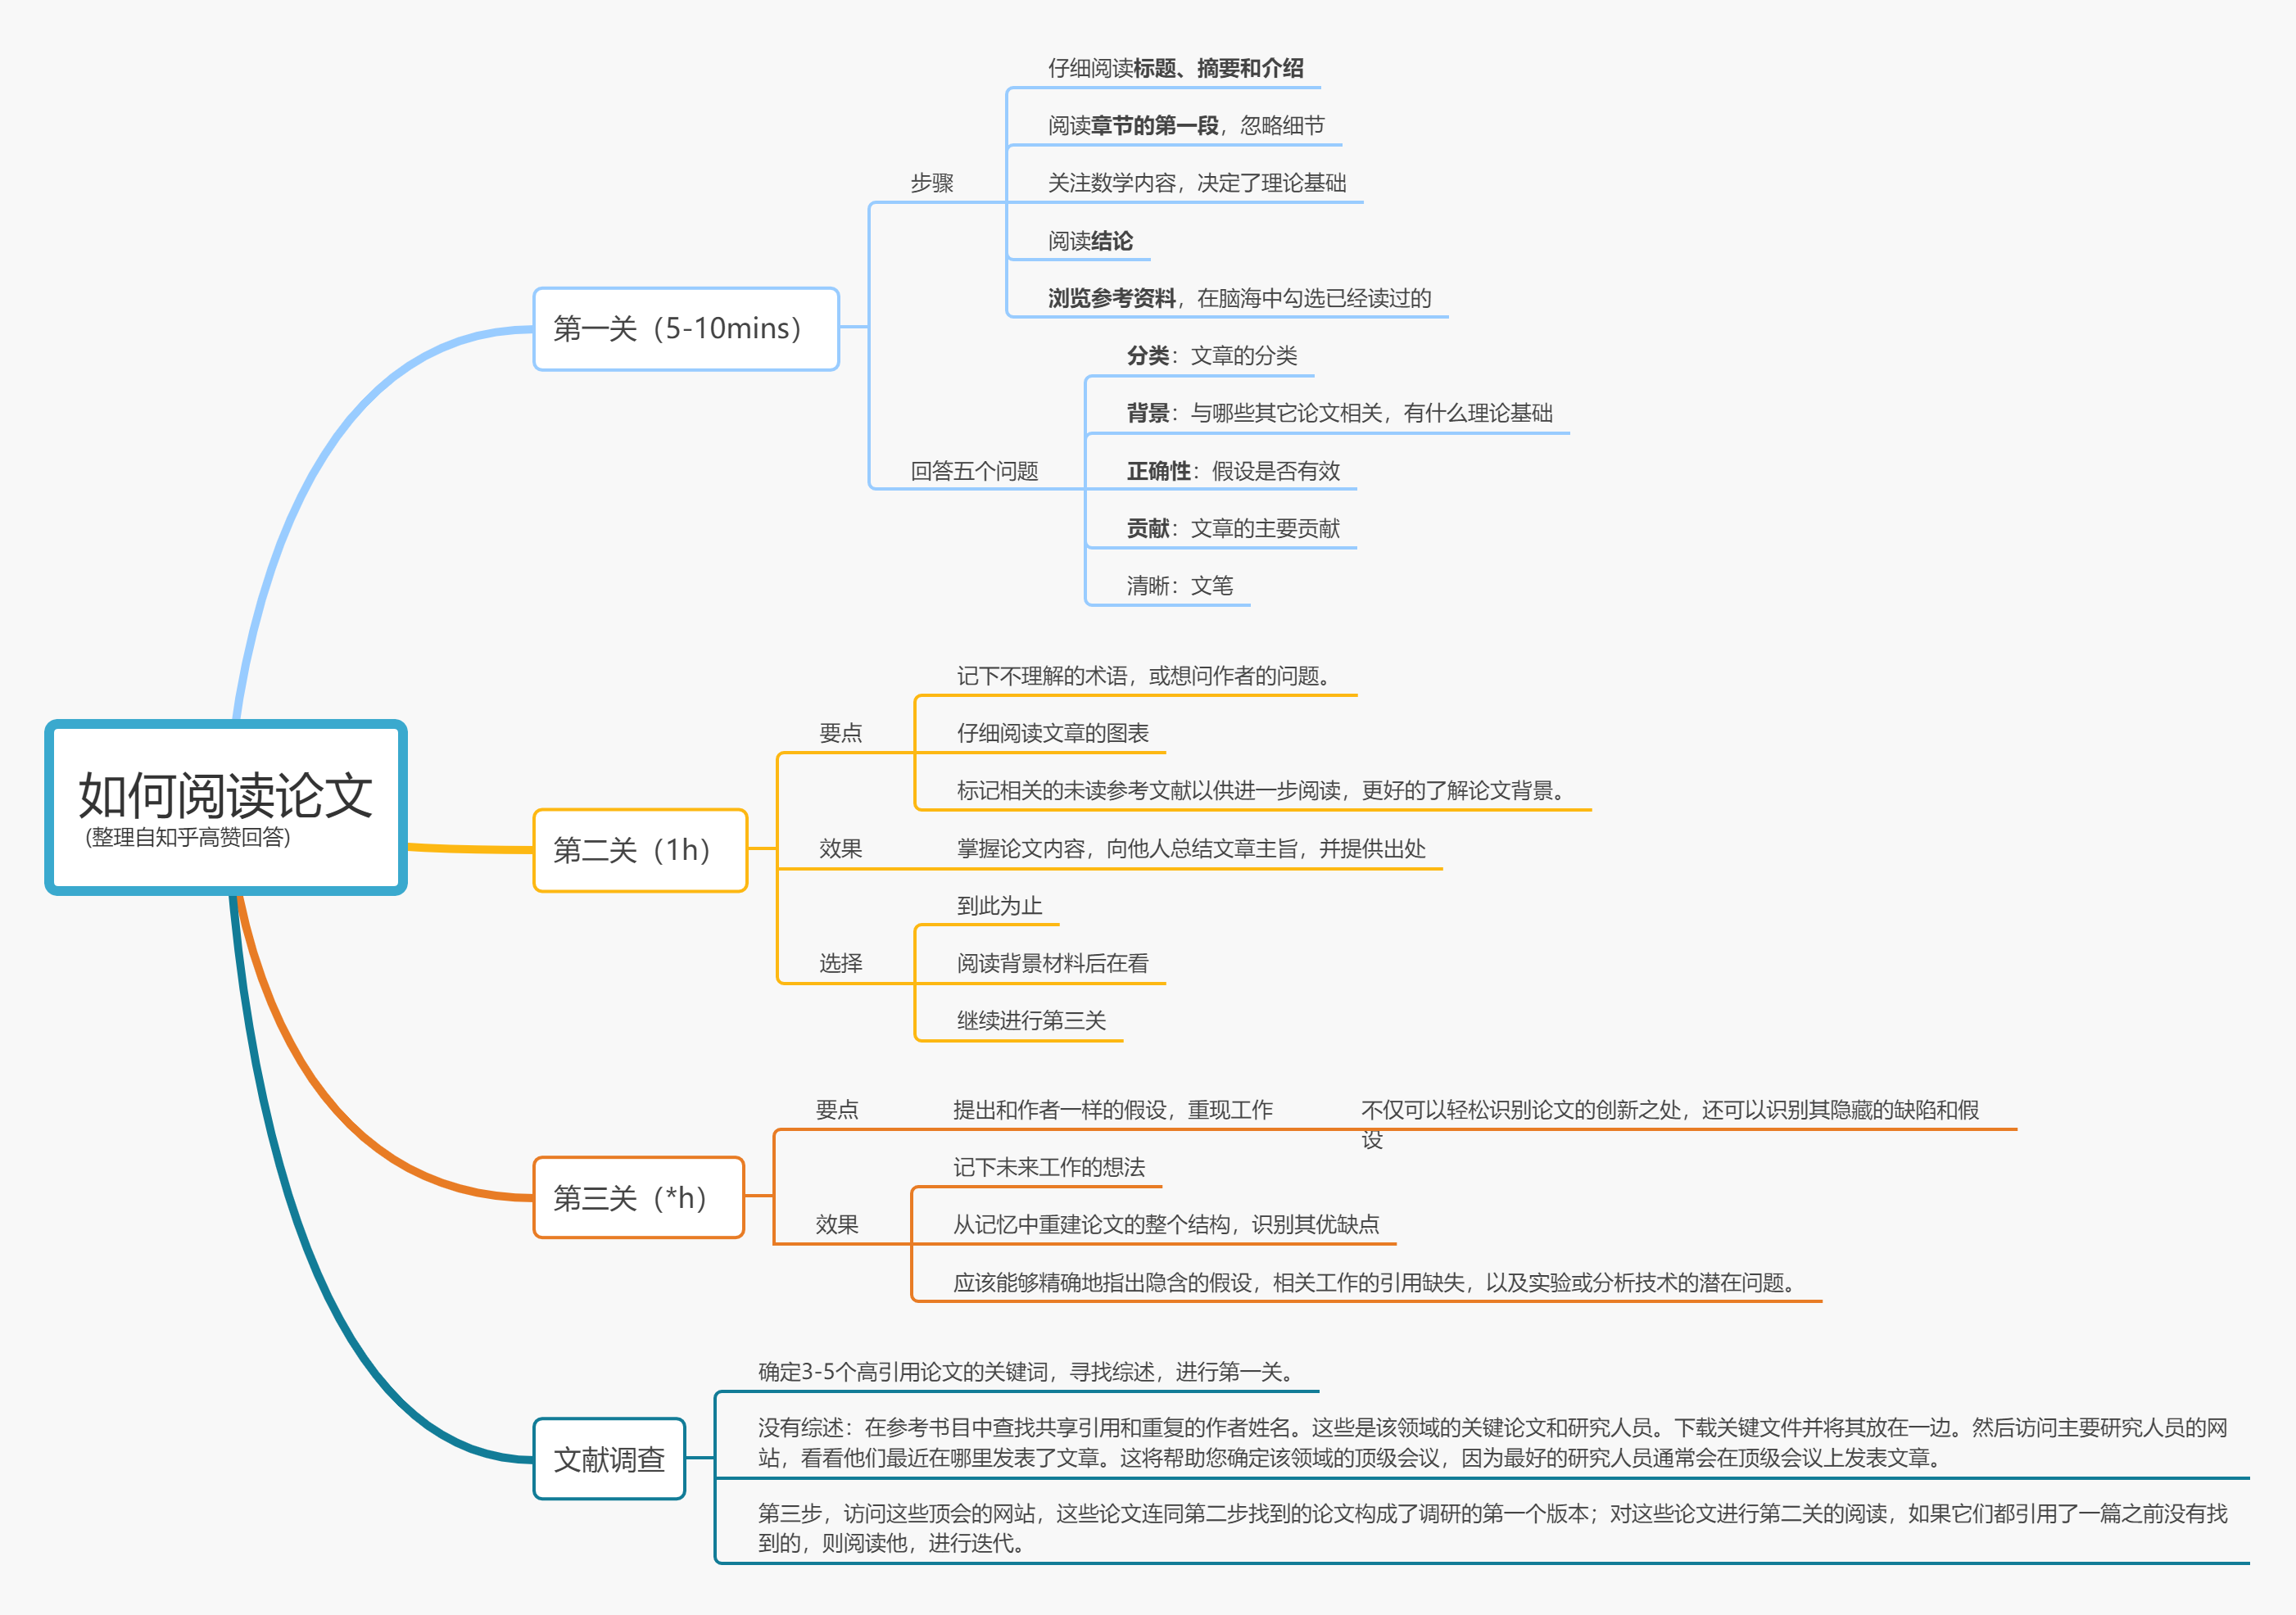 如何阅读论文
(整理自知乎高赞回答)
第一关（5-10mins）
步骤
仔细阅读标题、摘要和介绍
阅读章节的第一段，忽略细节
关注数学内容，决定了理论基础
阅读结论
浏览参考资料，在脑海中勾选已经读过的
回答五个问题
分类：文章的分类
背景：与哪些其它论文相关，有什么理论基础
正确性：假设是否有效
贡献：文章的主要贡献
清晰：文笔
第二关（1h）
要点
记下不理解的术语，或想问作者的问题。
仔细阅读文章的图表
标记相关的未读参考文献以供进一步阅读，更好的了解论文背景。
效果
掌握论文内容，向他人总结文章主旨，并提供出处
选择
到此为止
阅读背景材料后在看
继续进行第三关
第三关（*h）
要点
提出和作者一样的假设，重现工作
不仅可以轻松识别论文的创新之处，还可以识别其隐藏的缺陷和假
设
效果
记下未来工作的想法
从记忆中重建论文的整个结构，识别其优缺点
应该能够精确地指出隐含的假设，相关工作的引用缺失，以及实验或分析技术的潜在问题。
文献调查
确定3-5个高引用论文的关键词，寻找综述，进行第一关。
没有综述：在参考书目中查找共享引用和重复的作者姓名。这些是该领域的关键论文和研究人员。下载关键文件并将其放在一边。然后访问主要研究人员的网
站，看看他们最近在哪里发表了文章。这将帮助您确定该领域的顶级会议，因为最好的研究人员通常会在顶级会议上发表文章。
第三步，访问这些顶会的网站，这些论文连同第二步找到的论文构成了调研的第一个版本；对这些论文进行第二关的阅读，如果它们都引用了一篇之前没有找
到的，则阅读他，进行迭代。